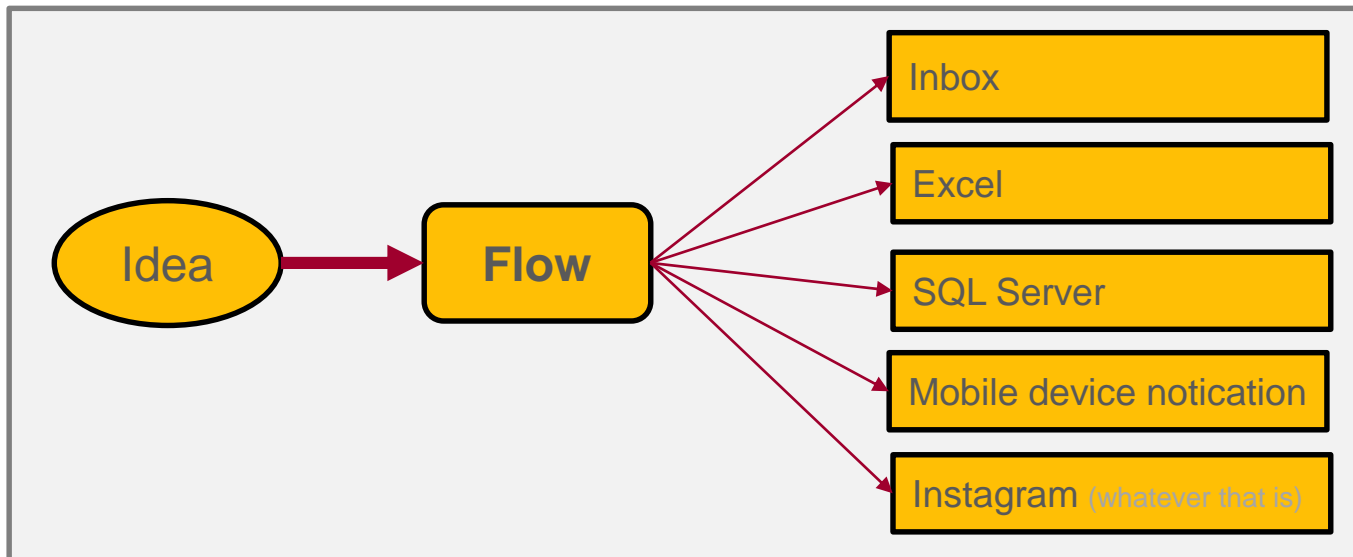 Idea
Flow
Inbox
Excel
SQL Server
Mobile device notication
Instagram (whatever that is)